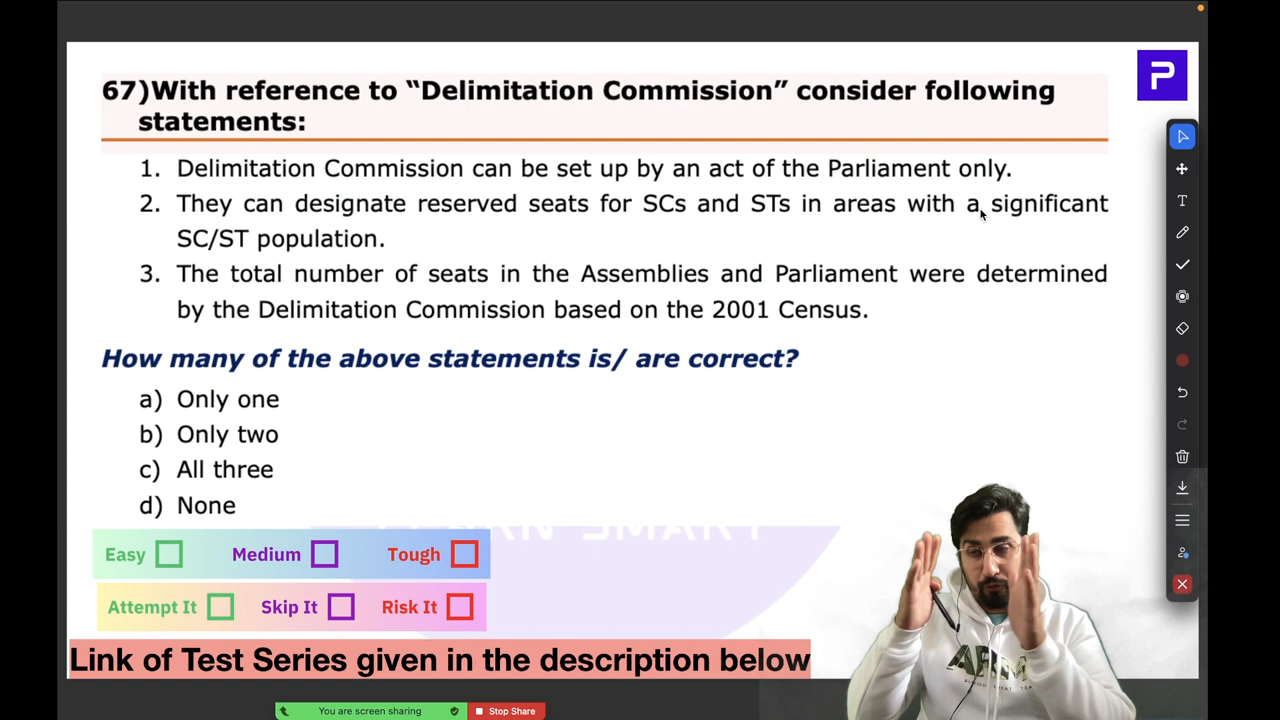 67)With reference to “Delimitation Commission” consider following
statements:
1. Delimitation Commission can be set up by an act of the Parliament only.
2. They can designate reserved seats for SCs and STs in areas with a significant
SC/ST population.
3. The total number of seats in the Assemblies and Parliament were determined
by the Delimitation Commission based on the 2001 Census.
How many of the above statements is/ are correct?
a) Only one
b) Only two
c) All three
d) None
LEARN SMART
Easy Medium Tough
Attempt It Skip It Risk It
Link of Test Series given in the description below
You are screen sharing Stop Share